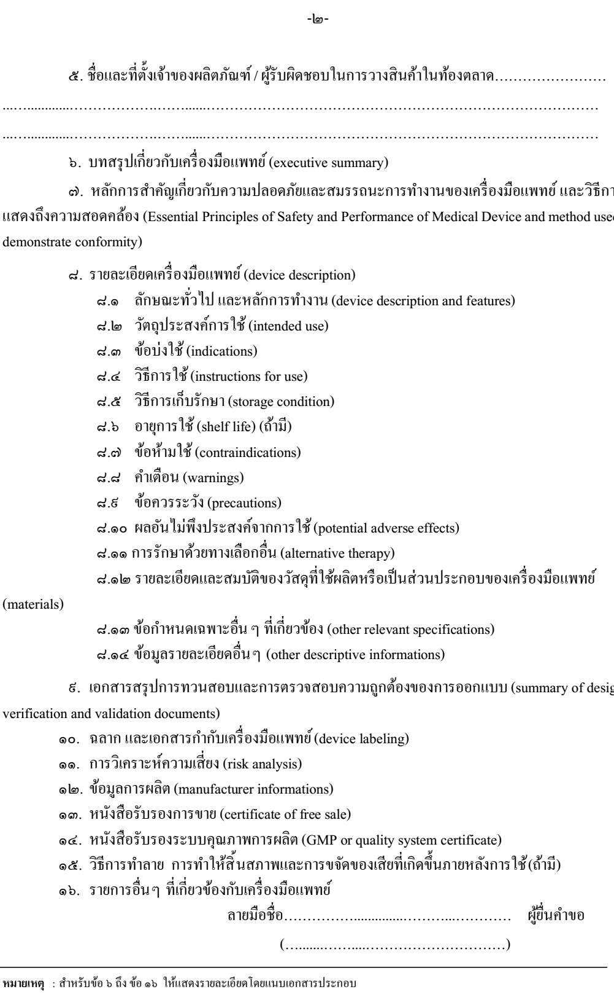 -๒-
๕. ชื่อและที่ตั้งเจ้าของผลิตภัณฑ์ / ผู้รับผิดชอบในการวางสินค้าในท้องตลาด……………………
...…............……………….……......…………………………………………………………………………
...…............……………….……......…………………………………………………………………………
๖. บทสรุปเกี่ยวกับเครื่องมือแพทย์ (executive summary)
๗. หลักการสำคัญเกี่ยวกับความปลอดภัยและสมรรถนะการทำงานของเครื่องมือแพทย์ และวิธีกา
แสดงถึงความสอดคล้อง (Essential Principles of Safety and Performance of Medical Device and method use
demonstrate conformity)
๘. รายละเอียดเครื่องมือแพทย์ (device description)
๘.๑ ลักษณะทั่วไป และหลักการทำงาน (device description and features)
๘.๒ วัตถุประสงค์การใช้ (intended use)
๘.๓ ข้อบ่งใช้ (indications)
๘.๔ วิธีการใช้ (instructions for use)
๘.๕ วิธีการเก็บรักษา (storage condition)
๘.๖ อายุการใช้ (shelf life) (ถ้ามี)
๘.๗ ข้อห้ามใช้ (contraindications)
๘.๘ คำเตือน (warnings)
๘.๙ ข้อควรระวัง (precautions)
๘.๑๐ ผลอันไม่พึงประสงค์จากการใช้ (potential adverse effects)
๘.๑๑ การรักษาด้วยทางเลือกอื่น (alternative therapy)
๘.๑๒ รายละเอียดและสมบัติของวัสดุที่ใช้ผลิตหรือเป็นส่วนประกอบของเครื่องมือแพทย์
(materials)
๘.๑๓ ข้อกำหนดเฉพาะอื่น ๆ ที่เกี่ยวข้อง (other relevant specifications)
๘.๑๔ ข้อมูลรายละเอียดอื่น ๆ (other descriptive informations)
๙. เอกสารสรุปการทวนสอบและการตรวจสอบความถูกต้องของการออกแบบ (summary of desig
verification and validation documents)
๑๐. ฉลาก และเอกสารกำกับเครื่องมือแพทย์ (device labeling)
๑๑. การวิเคราะห์ความเสี่ยง (risk analysis)
๑๒. ข้อมูลการผลิต (manufacturer informations)
๑๓. หนังสือรับรองการขาย (certificate of free sale)
๑๔. หนังสือรับรองระบบคุณภาพการผลิต (GMP or quality system certificate)
๑๕. วิธีการทำลาย การทำให้สิ้นสภาพและการขจัดของเสียที่เกิดขึ้นภายหลังการใช้ (ถ้ามี)
๑๖. รายการอื่น ๆ ที่เกี่ยวข้องกับเครื่องมือแพทย์
ลายมือชื่อ……………..............………...………… ผู้ยื่นคำขอ
(….......…….....…………………………)
หมายเหตุ : สำหรับข้อ ๖ ถึง ข้อ ๑๖ ให้แสดงรายละเอียดโดยแนบเอกสารประกอบ